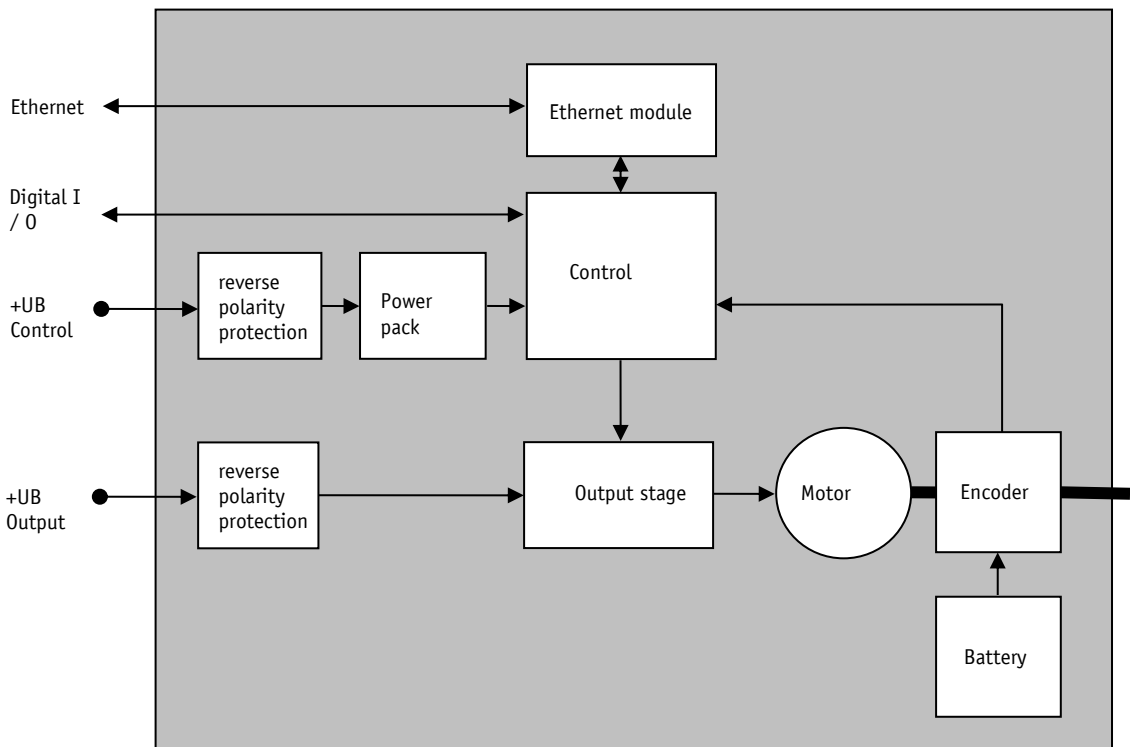 Ethernet
Ethernet module
Digital I
/ O
Control
reverse
polarity
protection
Power
pack
+UB
Control
reverse
polarity
protection
Output stage
Motor
Encoder
+UB
Output
Battery